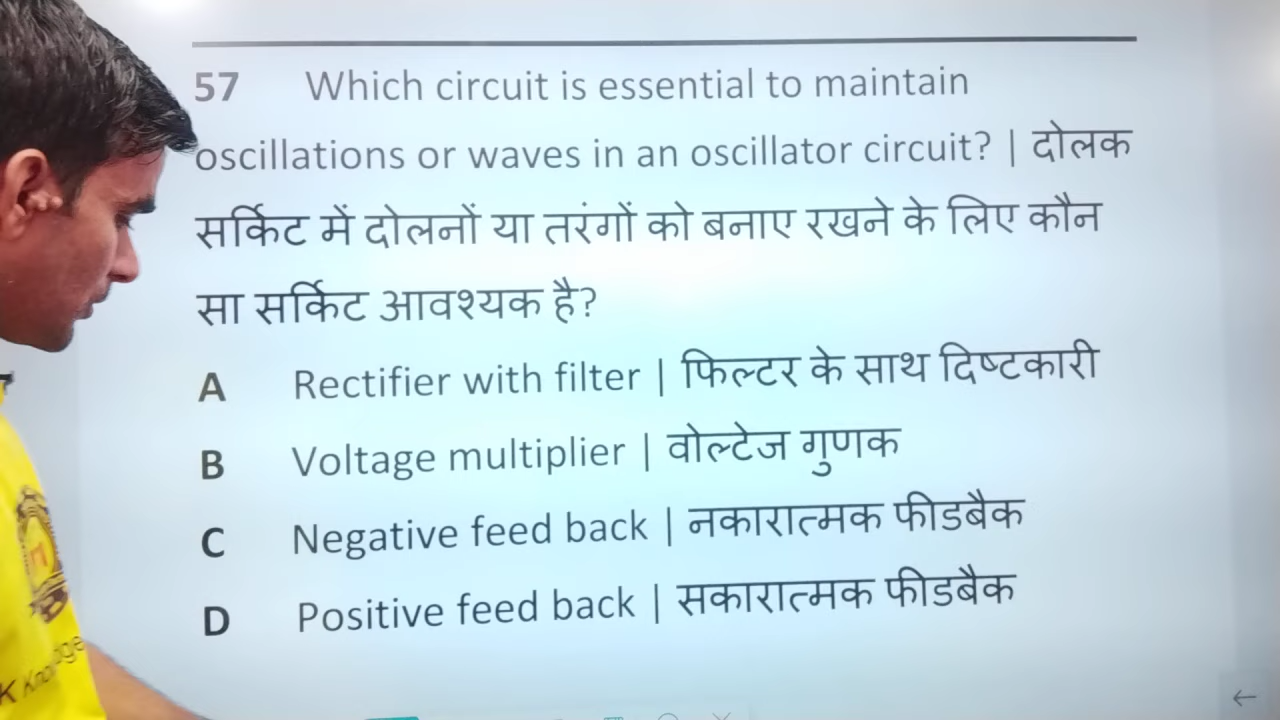 57 Which circuit is essential to maintain
oscillations or waves in an oscillator circuit? | दोलक
सर्किट में दोलनों या तरंगों को बनाए रखने के लिए कौन
सा सर्किट आवश्यक है?
A Rectifier with filter | फिल्टर के साथ दिष्टकारी
B Voltage multiplier | वोल्टेज गुणक
C Negative feed back | नकारात्मक फीडबैक
D Positive feed back | सकारात्मक फीडबैक